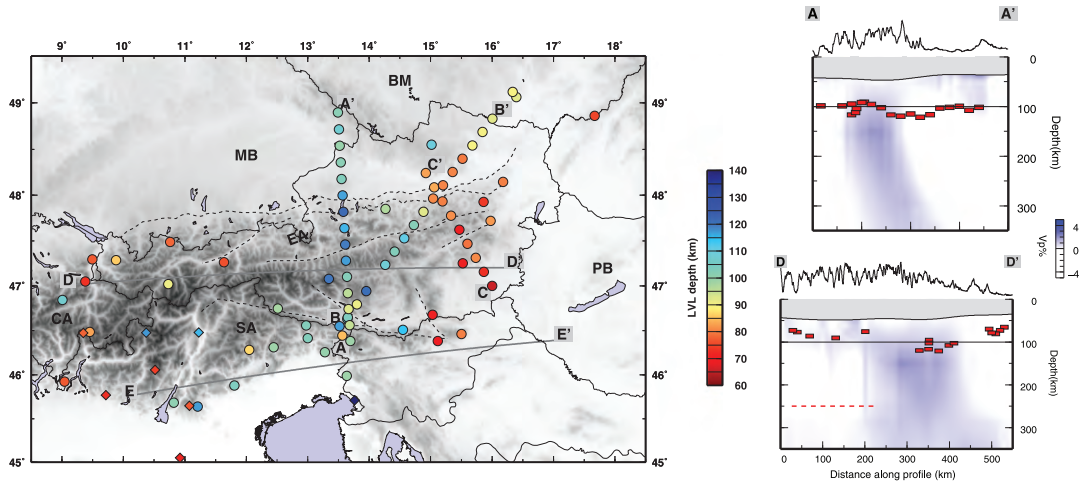 9° 10° 11° 12° 13° 14° 15° 16° 17° 18°
BM
49°
A'
B'
MB
C'
48°
EA
D
D'
PB
47°
C
CA
SA
B
E'
A
46°
E
45°
45°
140
130
120
110
100
90
80
70
60
LVL depth (km)
A A'
0
100
200
300
Depth(km)
4
0
−4
Vp%
D D'
0
100
200
300
Depth(km)
0 100 200 300 400 500
Distance along profile (km)